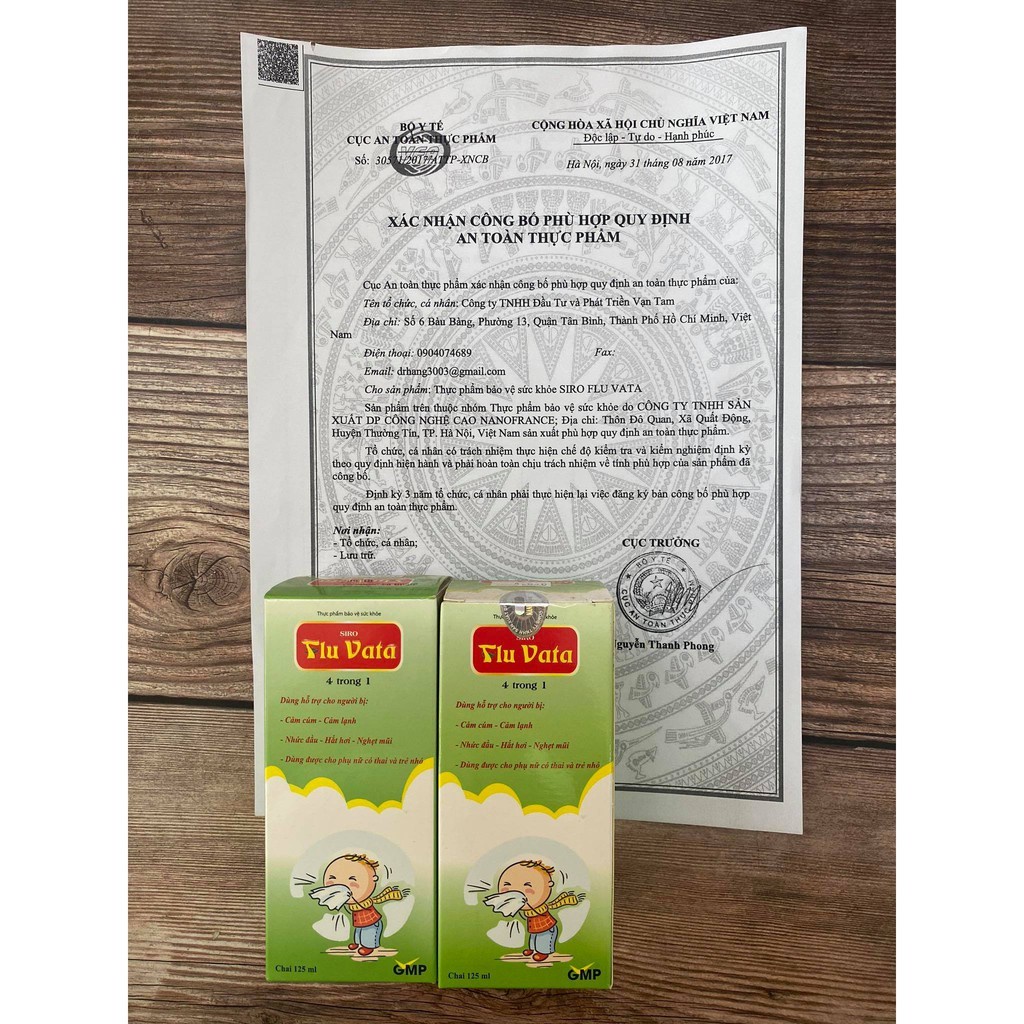 BỘ Y TẾ
CỤC AN TOÀN THỰC PHẨM
Số: 30571/2017/ATTP-XNCB
CỘNG HÒA XÃ HỘI CHỦ NGHĨA VIỆT NAM
Độc lập - Tự do - Hạnh phúc
Hà Nội, ngày 31 tháng 08 năm 2017
XÁC NHẬN CÔNG BỐ PHÙ HỢP QUY ĐỊNH
AN TOÀN THỰC PHẨM
Cục An toàn thực phẩm xác nhận công bố phù hợp quy định an toàn thực phẩm của:
Tên tổ chức, cá nhân: Công ty TNHH Đầu Tư và Phát Triển Vạn Tam
Địa chỉ: Số 6 Bàu Bàng, Phường 13, Quận Tân Bình, Thành Phố Hồ Chí Minh, Việt
Nam
Điện thoại: 0904074689 Fax:
Email: drhang3003@gmail.com
Cho sản phẩm: Thực phẩm bảo vệ sức khỏe SIRO FLU VATA
Sản phẩm trên thuộc nhóm Thực phẩm bảo vệ sức khỏe do CÔNG TY TNHH SẢN
XUẤT DP CÔNG NGHỆ CAO NANOFRANCE; Địa chỉ: Thôn Đô Quan, Xã Quất Động,
Huyện Thường Tín, TP. Hà Nội, Việt Nam sản xuất phù hợp quy định an toàn thực phẩm.
Tổ chức, cá nhân có trách nhiệm thực hiện chế độ kiểm tra và kiểm nghiệm định kỳ
theo quy định hiện hành và phải hoàn toàn chịu trách nhiệm về tính phù hợp của sản phẩm đã
công bố.
Định kỳ 3 năm tổ chức, cá nhân phải thực hiện lại việc đăng ký bản công bố phù hợp
quy định an toàn thực phẩm.
Nơi nhận:
- Tổ chức, cá nhân;
- Lưu trữ.
CỤC TRƯỞNG
BỘ Y TẾ
CỤC AN TOÀN THỰC
Nguyễn Thanh Phong
Thực phẩm bảo vệ sức khỏe
SIRO
Flu Vata
4 trong 1
Dùng hỗ trợ cho người bị:
- Cảm cúm - Cảm lạnh
- Nhức đầu - Hắt hơi - Nghẹt mũi
- Dùng được cho phụ nữ có thai và trẻ nhỏ
Chai 125 ml
GMP
SIRO
Flu Vata
4 trong 1
Dùng hỗ trợ cho người bị:
- Cảm cúm - Cảm lạnh
- Nhức đầu - Hắt hơi - Nghẹt mũi
- Dùng được cho phụ nữ có thai và trẻ nhỏ
Chai 125 ml
GMP